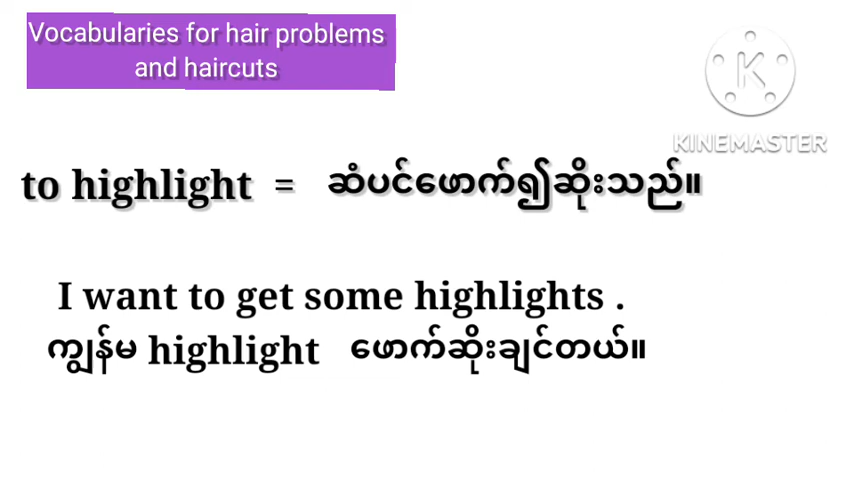 Vocabularies for hair problems
and haircuts
KINEMASTER
to highlight = ဆံပင်ဖောက်၍ဆိုးသည်။
I want to get some highlights .
ကျွန်မ highlight ဖောက်ဆိုးချင်တယ်။